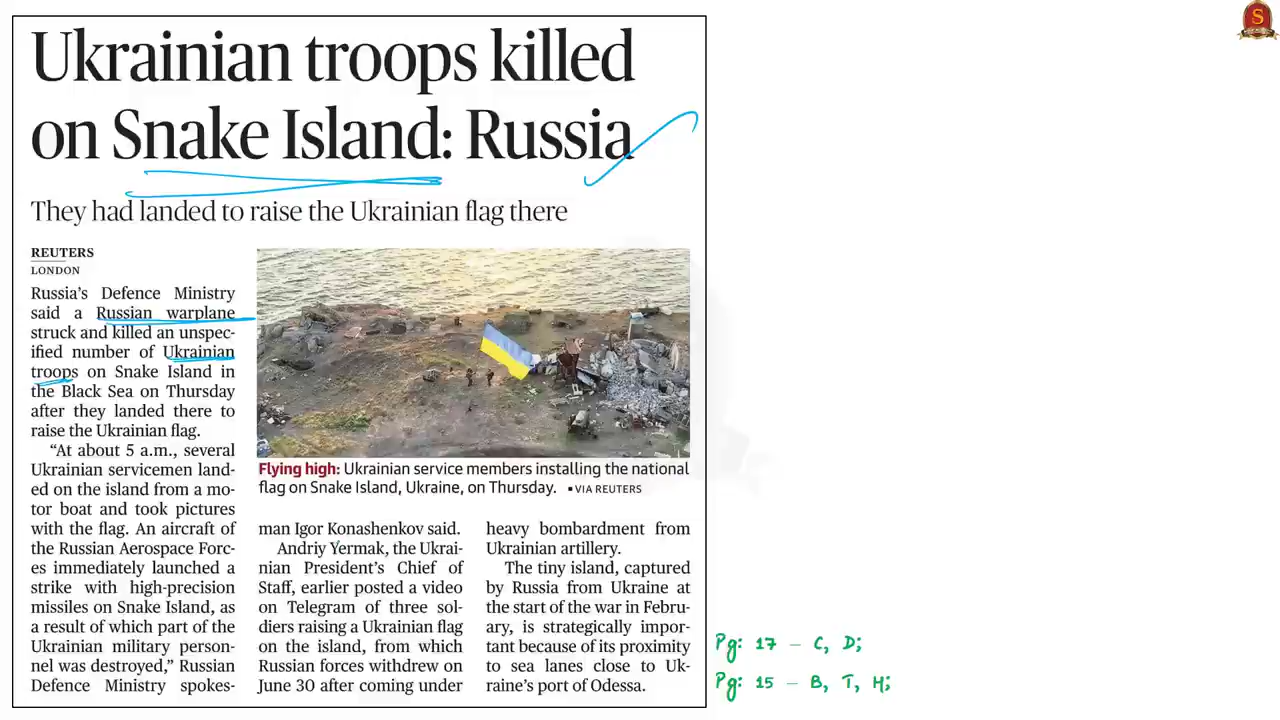 Ukrainian troops killed
on Snake Island: Russia
They had landed to raise the Ukrainian flag there
REUTERS
LONDON
Russia's Defence Ministry
said a Russian warplane
struck and killed an unspec-
ified number of Ukrainian
troops on Snake Island in
the Black Sea on Thursday
after they landed there to
raise the Ukrainian flag.
"At about 5 a.m., several
Ukrainian servicemen land-
ed on the island from a mo-
tor boat and took pictures
with the flag. An aircraft of
the Russian Aerospace Forc-
es immediately launched a
strike with high-precision
missiles on Snake Island, as
a result of which part of the
Ukrainian military person-
nel was destroyed," Russian
Defence Ministry spokes-
Flying high: Ukrainian service members installing the national
flag on Snake Island, Ukraine, on Thursday. ▪VIA REUTERS
man Igor Konashenkov said.
Andriy Yermak, the Ukrai-
nian President's Chief of
Staff, earlier posted a video
on Telegram of three sol-
diers raising a Ukrainian flag
on the island, from which
Russian forces withdrew on
June 30 after coming under
heavy bombardment from
Ukrainian artillery.
The tiny island, captured
by Russia from Ukraine at
the start of the war in Febru-
ary, is strategically impor-
tant because of its proximity
to sea lanes close to Uk-
raine's port of Odessa.
Pg: 17 – C, D;
Pg: 15 – B, T, H;
S